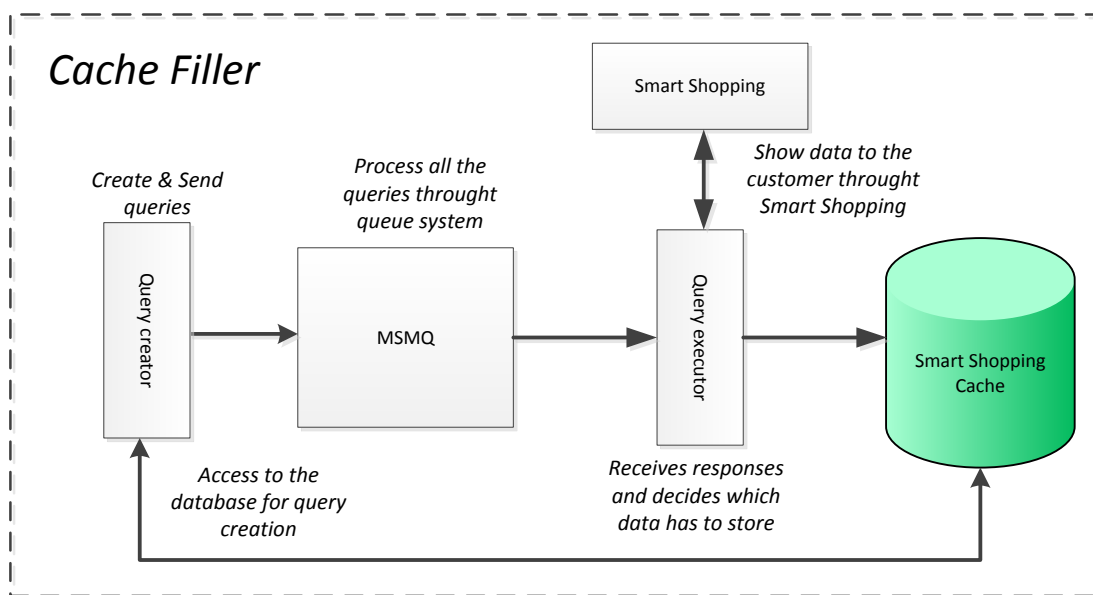 Cache Filler
Smart Shopping
Create & Send
queries
Process all the
queries throught
queue system
Show data to the
customer throught
Smart Shopping
Query creator
MSMQ
Query executor
Smart Shopping
Cache
Access to the
database for query
creation
Receives responses
and decides which
data has to store